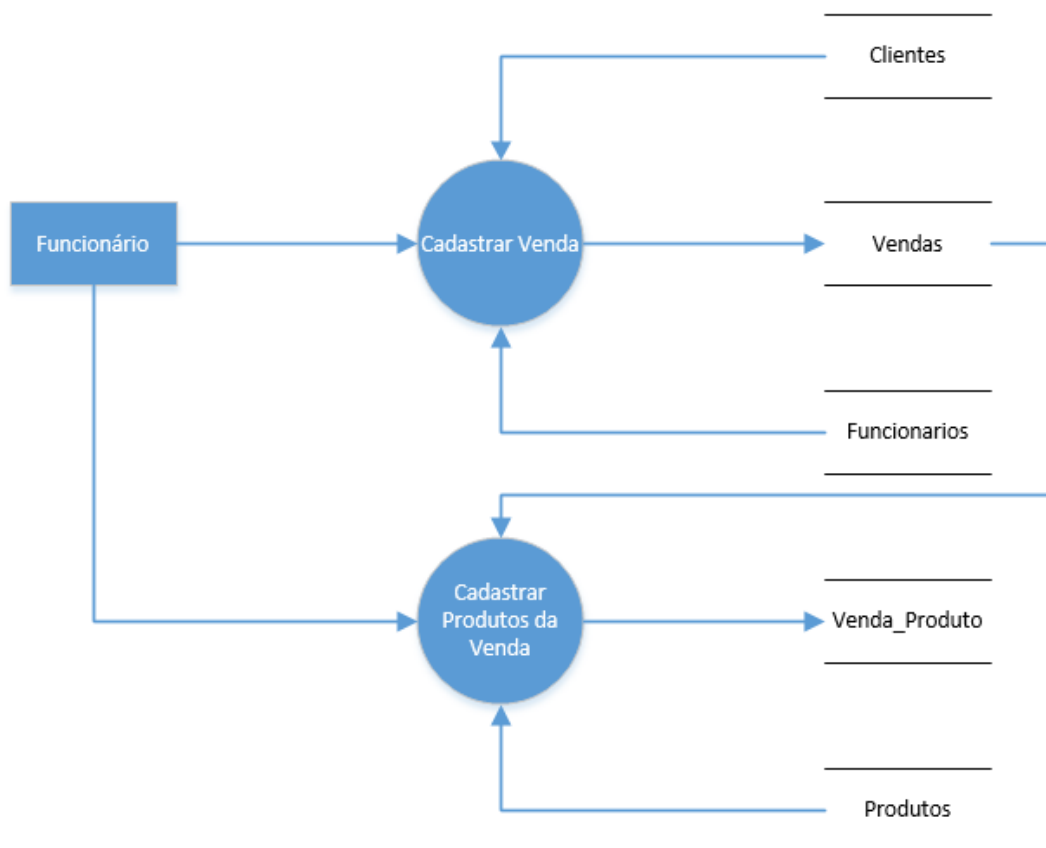 Clientes
Funcionário
Cadastrar Venda
Vendas
Funcionarios
Cadastrar
Produtos da
Venda
Venda_Produto
Produtos